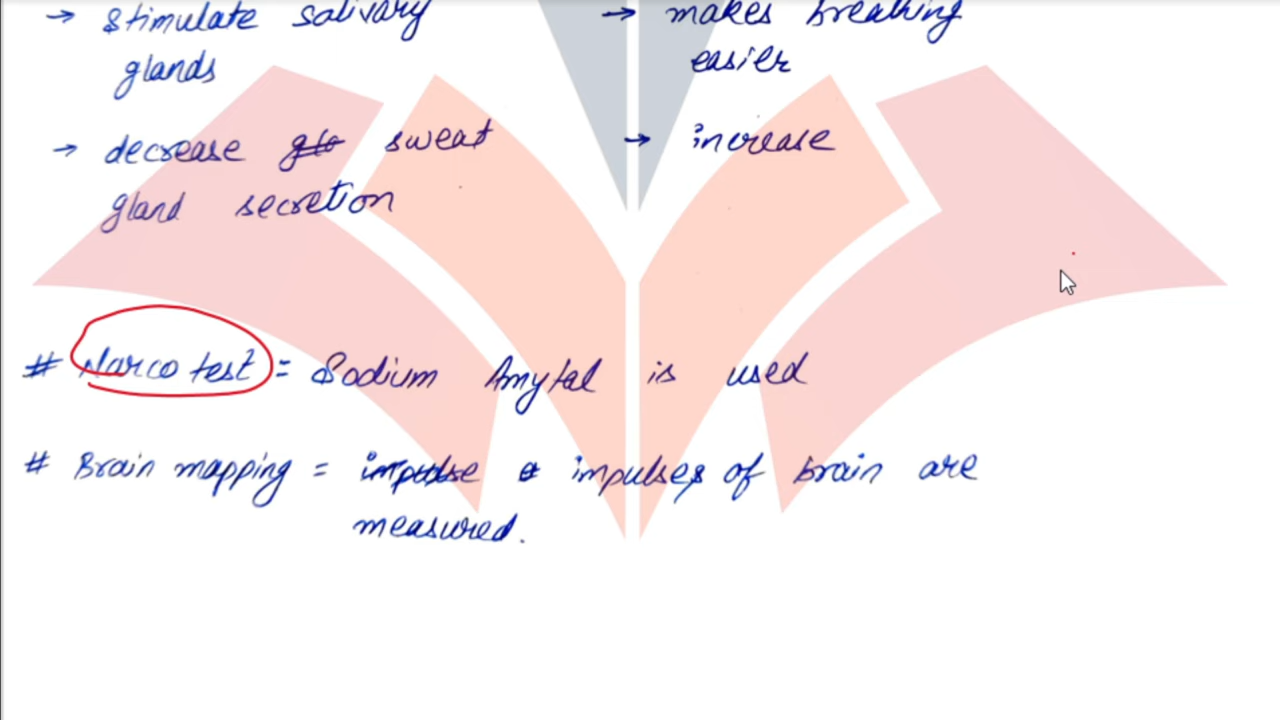 → stimulate salivary
glands
→ makes breathing
easier
→ decrease sweat
gland secretion
→ increase
# Narco test = Sodium Amytal is used
# Brain mapping = impulses of brain are
measured.